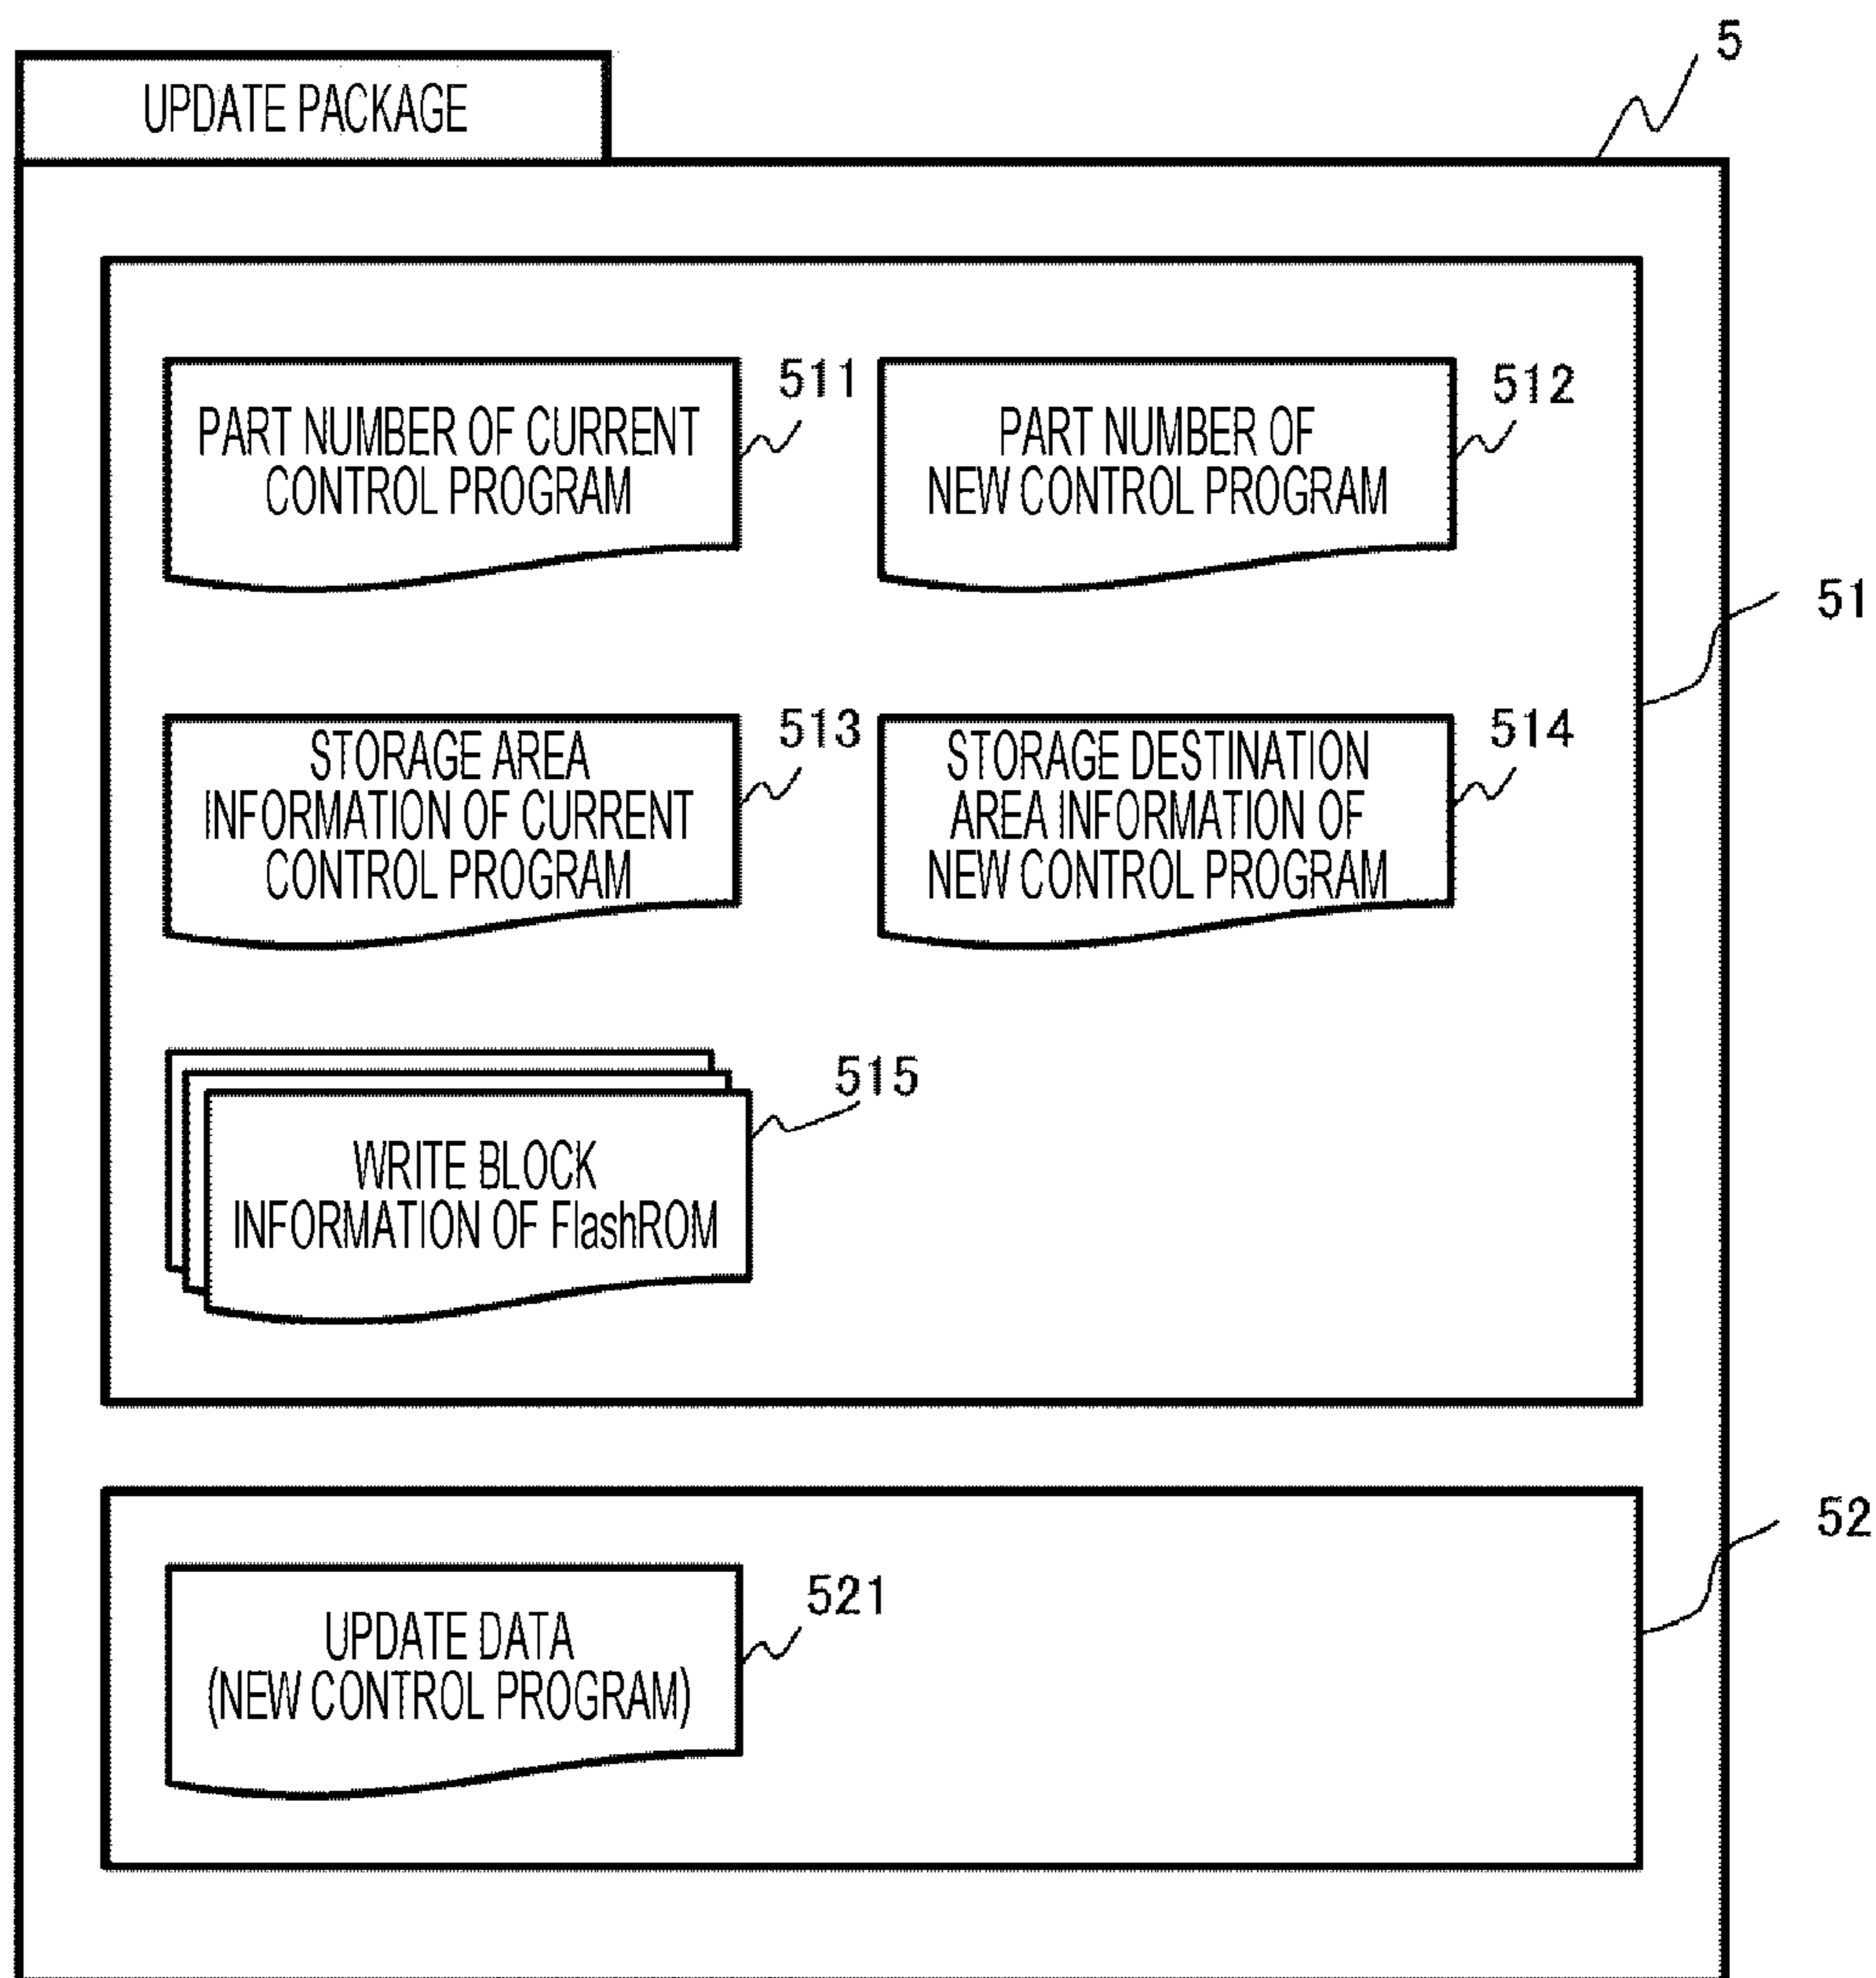 5
UPDATE PACKAGE
511
PART NUMBER OF CURRENT
CONTROL PROGRAM
512
PART NUMBER OF
NEW CONTROL PROGRAM
51
513
STORAGE AREA
INFORMATION OF CURRENT
CONTROL PROGRAM
514
STORAGE DESTINATION
AREA INFORMATION OF
NEW CONTROL PROGRAM
515
WRITE BLOCK
INFORMATION OF FlashROM
52
521
UPDATE DATA
(NEW CONTROL PROGRAM)